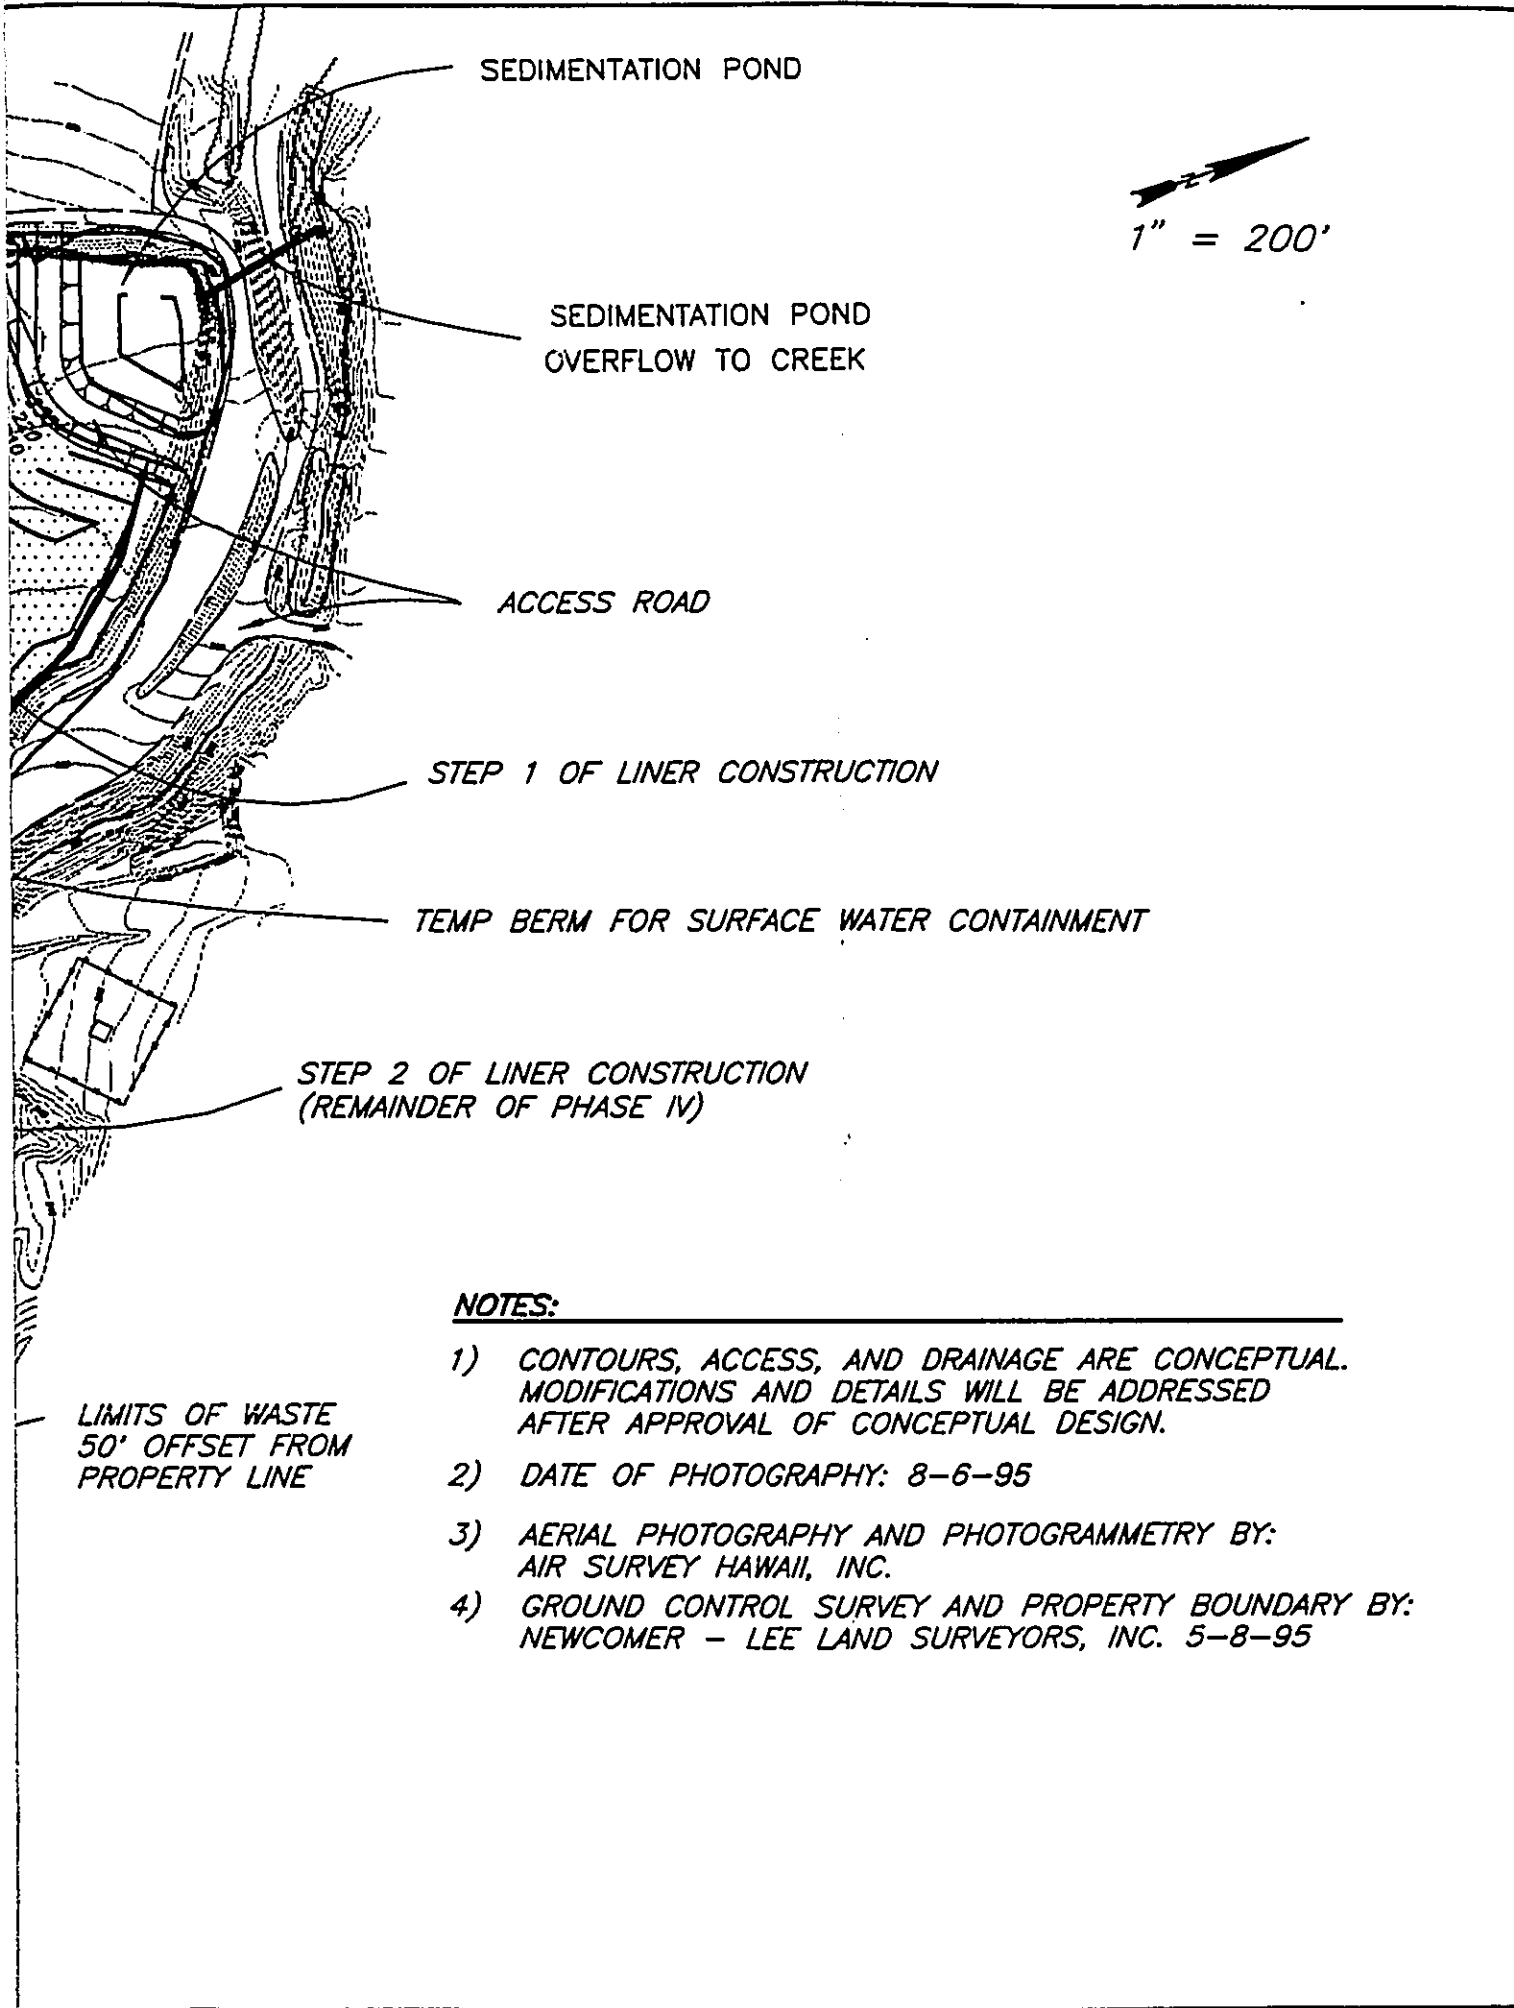 SEDIMENTATION POND
Z
1" = 200'
SEDIMENTATION POND
OVERFLOW TO CREEK
220
ACCESS ROAD
STEP 1 OF LINER CONSTRUCTION
TEMP BERM FOR SURFACE WATER CONTAINMENT
STEP 2 OF LINER CONSTRUCTION
(REMAINDER OF PHASE IV)
LIMITS OF WASTE
50' OFFSET FROM
PROPERTY LINE
NOTES:
1) CONTOURS, ACCESS, AND DRAINAGE ARE CONCEPTUAL.
MODIFICATIONS AND DETAILS WILL BE ADDRESSED
AFTER APPROVAL OF CONCEPTUAL DESIGN.
2) DATE OF PHOTOGRAPHY: 8-6-95
3) AERIAL PHOTOGRAPHY AND PHOTOGRAMMETRY BY:
AIR SURVEY HAWAII, INC.
4) GROUND CONTROL SURVEY AND PROPERTY BOUNDARY BY:
NEWCOMER - LEE LAND SURVEYORS, INC. 5-8-95